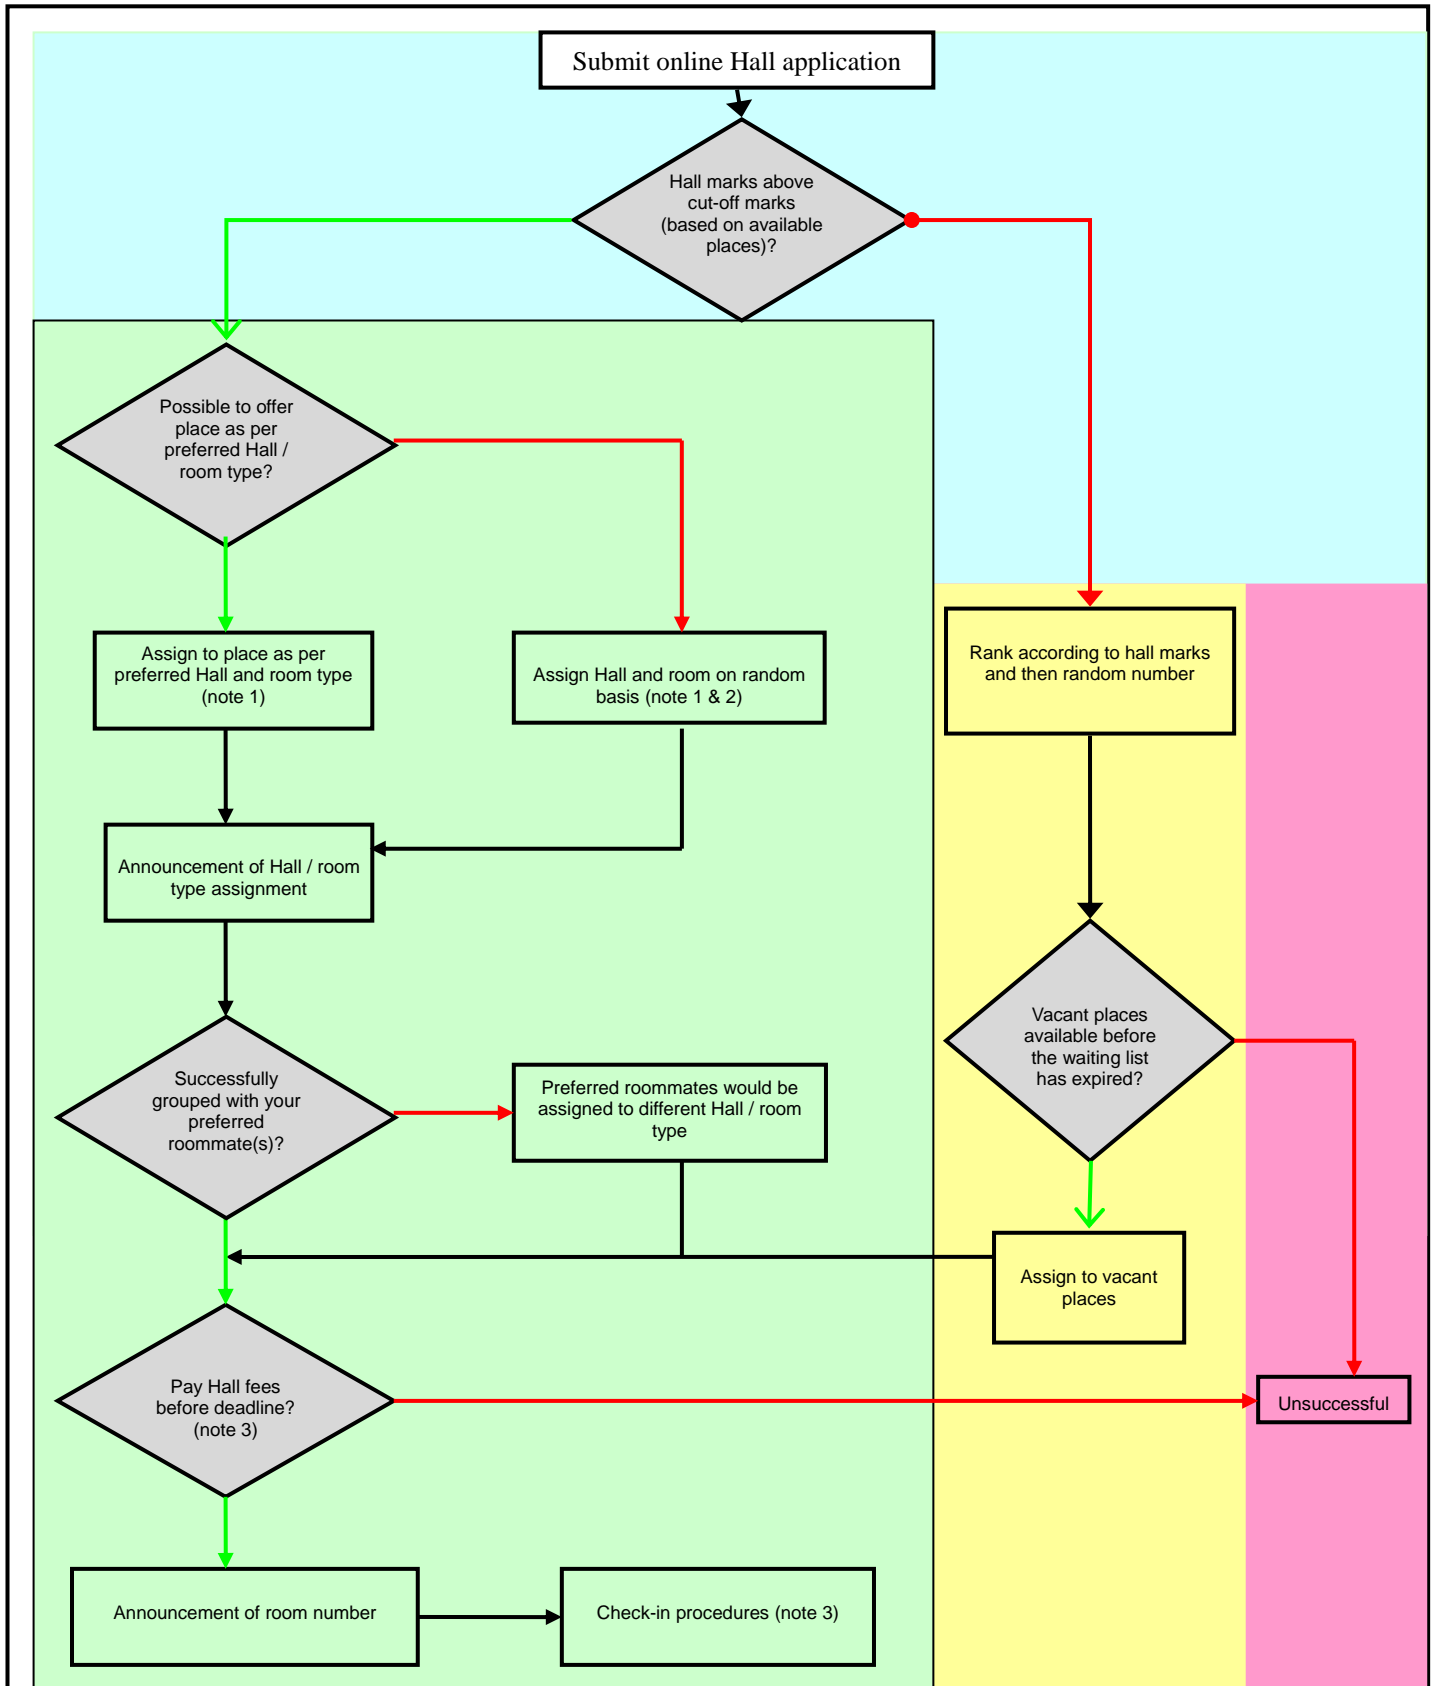 Submit online Hall application
Hall marks above
cut-off marks
(based on available
places)?
Possible to offer
place as per
preferred Hall /
room type?
Assign to place as per
preferred Hall and room type
(note 1)
Assign Hall and room on random
basis (note 1 & 2)
Rank according to hall marks
and then random number
Announcement of Hall / room
type assignment
Successfully
grouped with your
preferred
roommate(s)?
Preferred roommates would be
assigned to different Hall / room
type
Vacant places
available before
the waiting list
has expired?
Assign to vacant
places
Pay Hall fees
before deadline?
(note 3)
Unsuccessful
Announcement of room number
Check-in procedures (note 3)